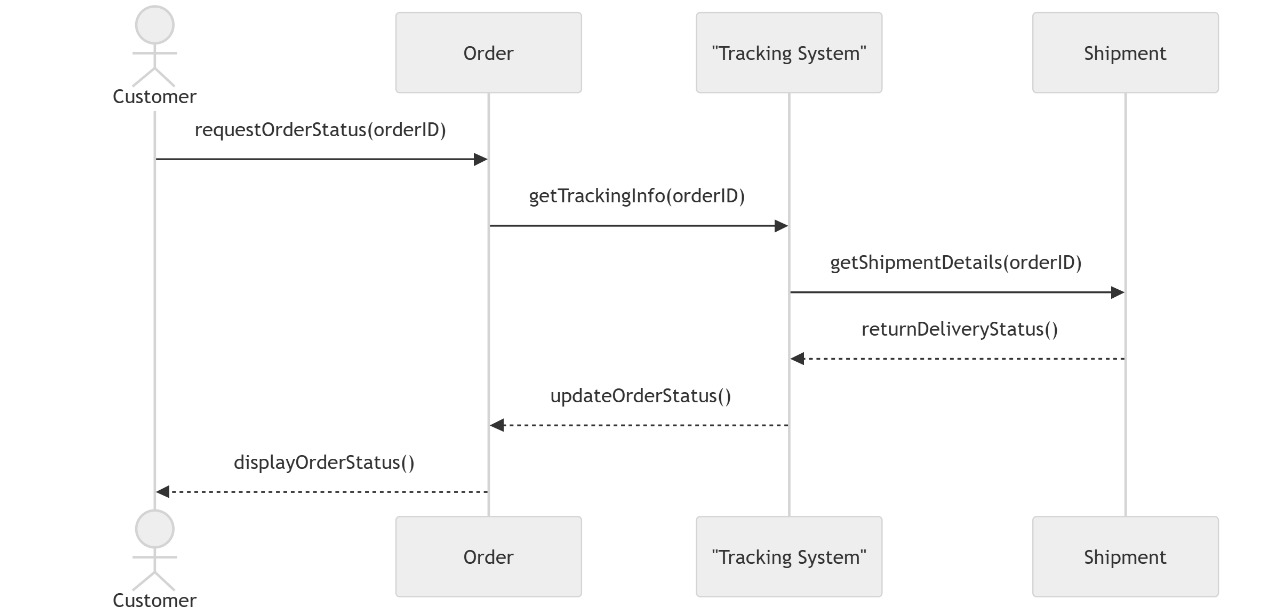 Customer
Order
"Tracking System"
Shipment
requestOrderStatus(orderID)
getTrackingInfo(orderID)
getShipmentDetails(orderID)
returnDeliveryStatus()
updateOrderStatus()
displayOrderStatus()
Order
"Tracking System"
Shipment
Customer